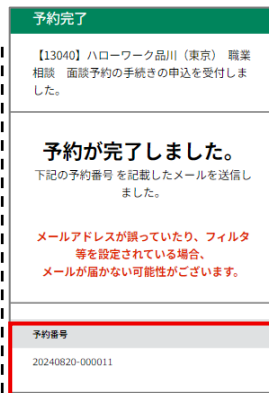 予約完了
【13040】ハローワーク品川（東京） 職業
相談　面談予約の手続きの申込を受付しま
した。
予約が完了しました。
下記の予約番号 を記載したメールを送信し
ました。
メールアドレスが誤っていたり、フィルタ
等を設定されている場合、
メールが届かない可能性がございます。
予約番号
20240820-000011